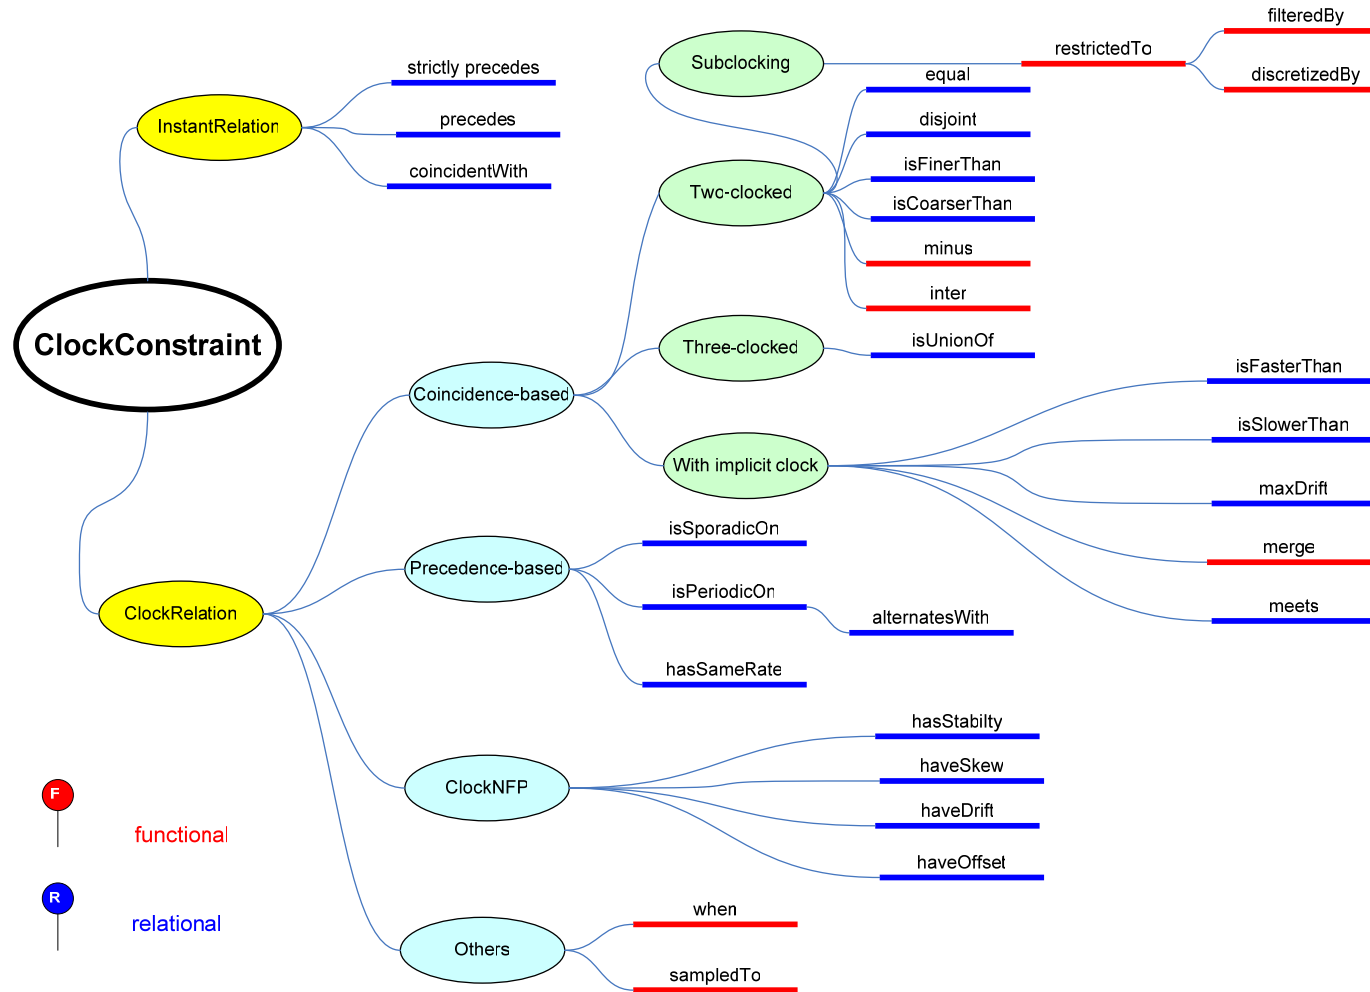 ClockConstraint
InstantRelation
strictly precedes
precedes
coincidentWith
ClockRelation
Coincidence-based
Two-clocked
Subclocking
restrictedTo
filteredBy
discretizedBy
equal
disjoint
isFinerThan
isCoarserThan
minus
inter
Three-clocked
isUnionOf
With implicit clock
isFasterThan
isSlowerThan
maxDrift
merge
meets
Precedence-based
isSporadicOn
isPeriodicOn
alternatesWith
hasSameRate
ClockNFP
hasStabilty
haveSkew
haveDrift
haveOffset
Others
when
sampledTo
F
functional
R
relational